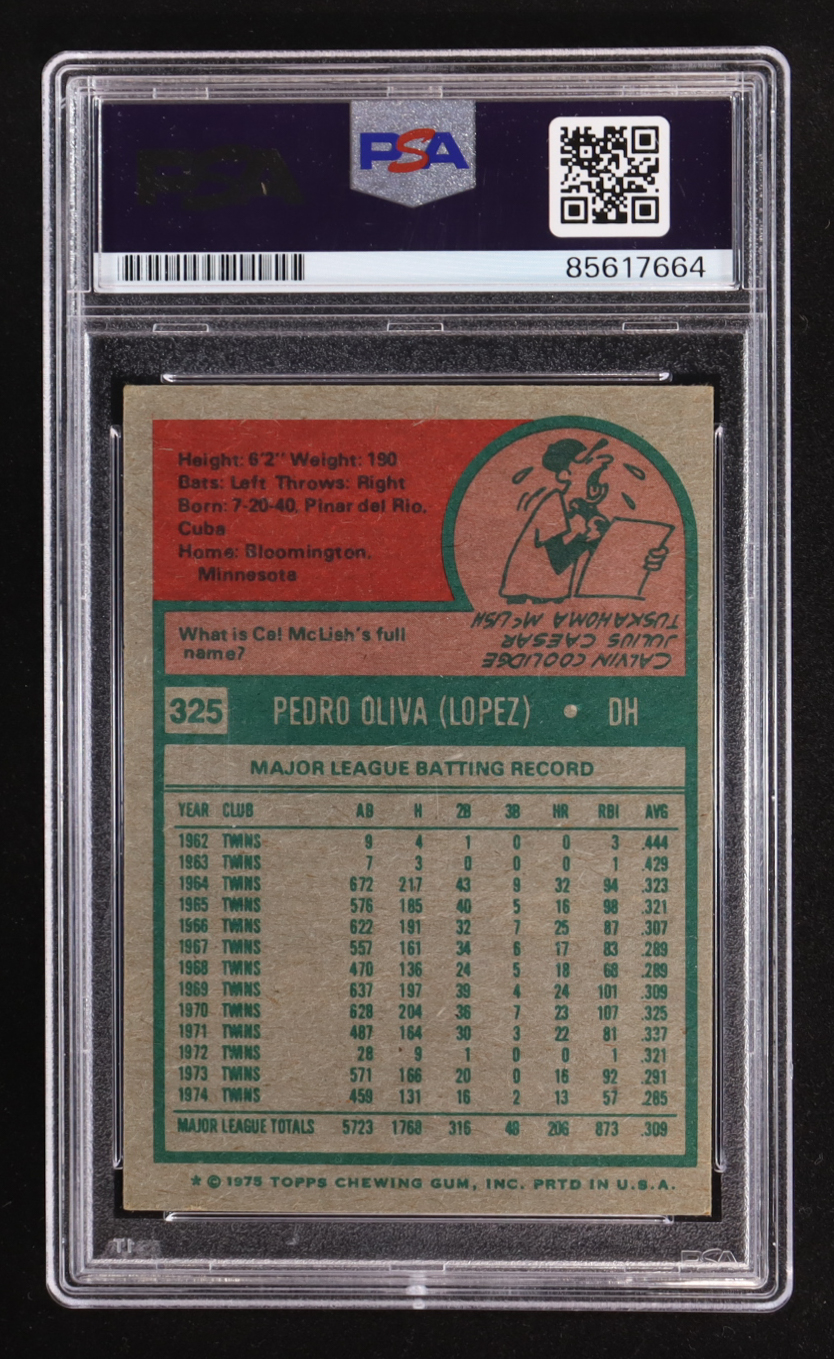 PSA
PSA
85617664
Height: 6'2" Weight: 190
Bats: Left Throws: Right
Born: 7-20-40, Pinar del Rio,
Cuba
Home: Bloomington,
Minnesota
What is Cal McLish's full
name?
CALVIN COOLIDGE
JULIUS CAESAR
TUSKAHOMA McLISH
325 PEDRO OLIVA (LOPEZ) • DH
MAJOR LEAGUE BATTING RECORD
YEAR CLUB AB H 2B 3B HR RBI AVG
1962 TWINS 9 4 1 0 0 3 .444
1963 TWINS 7 3 0 0 0 1 .429
1964 TWINS 672 217 43 9 32 94 .323
1965 TWINS 576 185 40 5 16 98 .321
1966 TWINS 622 191 32 7 25 87 .307
1967 TWINS 557 161 34 6 17 83 .289
1968 TWINS 470 136 24 5 18 68 .289
1969 TWINS 637 197 39 4 24 101 .309
1970 TWINS 628 204 36 7 23 107 .325
1971 TWINS 487 164 30 3 22 81 .337
1972 TWINS 28 9 1 0 0 1 .321
1973 TWINS 571 166 20 0 16 92 .291
1974 TWINS 459 131 16 2 13 57 .285
MAJOR LEAGUE TOTALS 5723 1768 316 48 206 873 .309
* © 1975 TOPPS CHEWING GUM, INC. PRTD IN U.S.A.
PSA